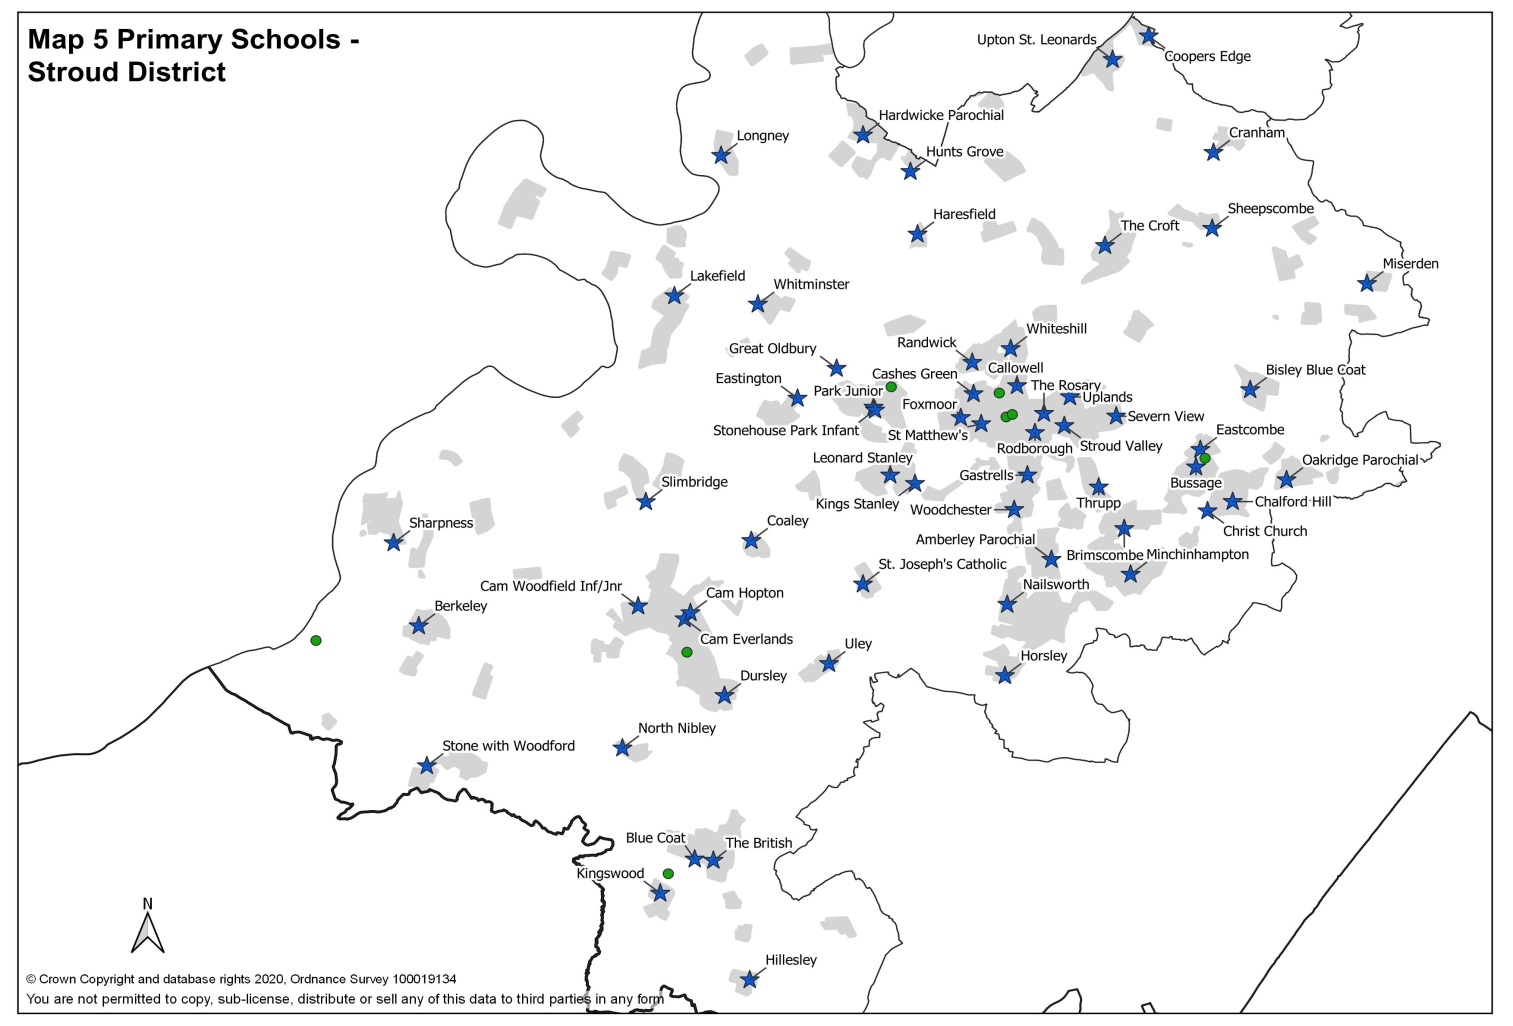 Map 5 Primary Schools -
Stroud District
Upton St. Leonards
Coopers Edge
Hardwicke Parochial
Longney
Cranham
Hunts Grove
Haresfield
Sheepscombe
The Croft
Miserden
Lakefield
Whitminster
Whiteshill
Randwick
Great Oldbury
Callowell
Bisley Blue Coat
Cashes Green
Eastington
The Rosary
Park Junior
Uplands
Foxmoor
Severn View
Stonehouse Park Infant
St Matthew's
Eastcombe
Rodborough
Stroud Valley
Leonard Stanley
Oakridge Parochial
Gastrells
Slimbridge
Bussage
Kings Stanley
Thrupp
Chalford Hill
Woodchester
Sharpness
Coaley
Christ Church
Amberley Parochial
Brimscombe
Minchinhampton
St. Joseph's Catholic
Cam Woodfield Inf/Jnr
Nailsworth
Cam Hopton
Berkeley
Cam Everlands
Uley
Horsley
Dursley
North Nibley
Stone with Woodford
Blue Coat
The British
Kingswood
N
Hillesley
© Crown Copyright and database rights 2020, Ordnance Survey 100019134
You are not permitted to copy, sub-license, distribute or sell any of this data to third parties in any form